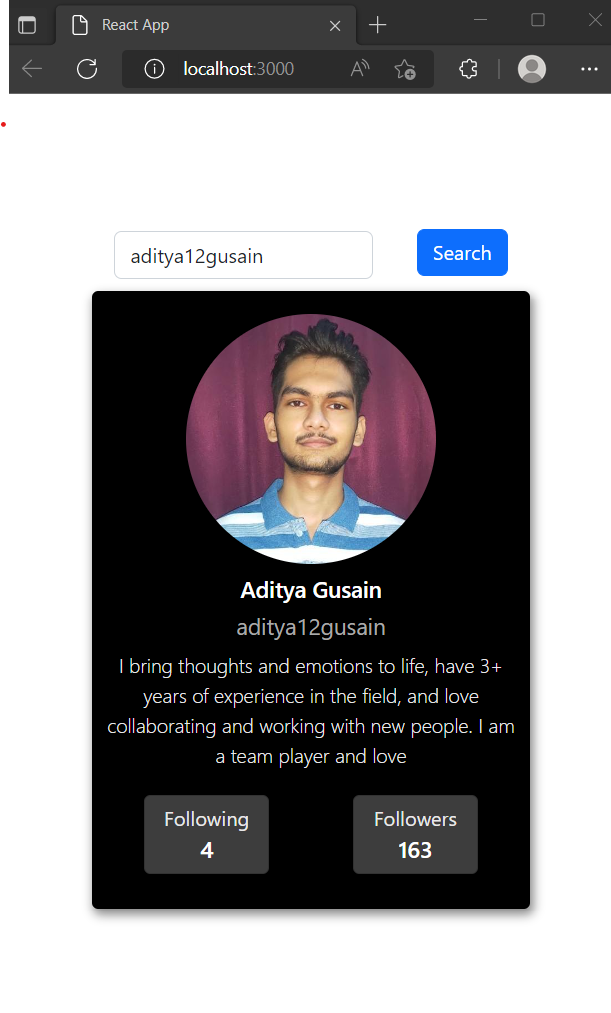 React App
localhost:3000
aditya12gusain
Search
Aditya Gusain
aditya12gusain
I bring thoughts and emotions to life, have 3+
years of experience in the field, and love
collaborating and working with new people. I am
a team player and love
Following
Followers
4
163